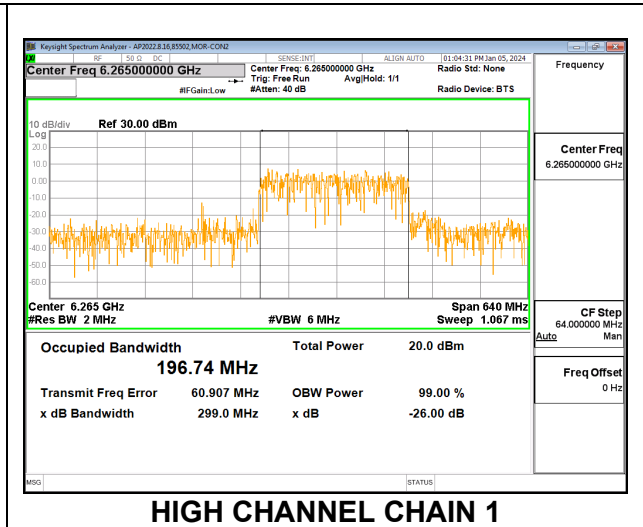 Keysight Spectrum Analyzer - AP2022.8.16,85502,MOR-CON2
RF 50 Ω DC SENSE:INT ALIGN AUTO 01:04:31 PM Jan 05, 2024
Center Freq 6.265000000 GHz Center Freq: 6.265000000 GHz Radio Std: None Frequency
Trig: Free Run Avg|Hold: 1/1
#IFGain:Low #Atten: 40 dB Radio Device: BTS
10 dB/div Ref 30.00 dBm
Log
20.0
10.0
0.00
-10.0
-20.0
-30.0
-40.0
-50.0
-60.0
Center Freq
6.265000000 GHz
Center 6.265 GHz Span 640 MHz
#Res BW 2 MHz #VBW 6 MHz Sweep 1.067 ms
CF Step
64.000000 MHz
Auto Man
Occupied Bandwidth Total Power 20.0 dBm
196.74 MHz
Freq Offset
0 Hz
Transmit Freq Error 60.907 MHz OBW Power 99.00 %
x dB Bandwidth 299.0 MHz x dB -26.00 dB
MSG STATUS
HIGH CHANNEL CHAIN 1